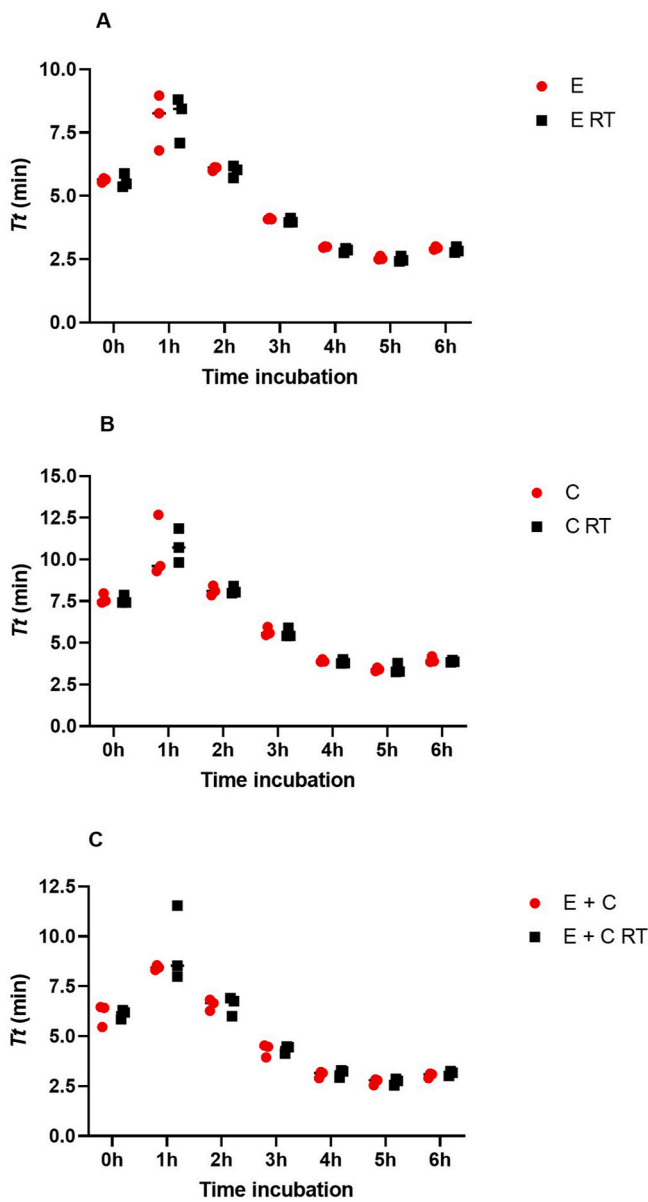 A
10.0
7.5
5.0
2.5
0.0
Tt (min)
0h 1h 2h 3h 4h 5h 6h
Time incubation
E
E RT
B
15.0
12.5
10.0
7.5
5.0
2.5
0.0
Tt (min)
0h 1h 2h 3h 4h 5h 6h
Time incubation
C
C RT
C
12.5
10.0
7.5
5.0
2.5
0.0
Tt (min)
0h 1h 2h 3h 4h 5h 6h
Time incubation
E + C
E + C RT